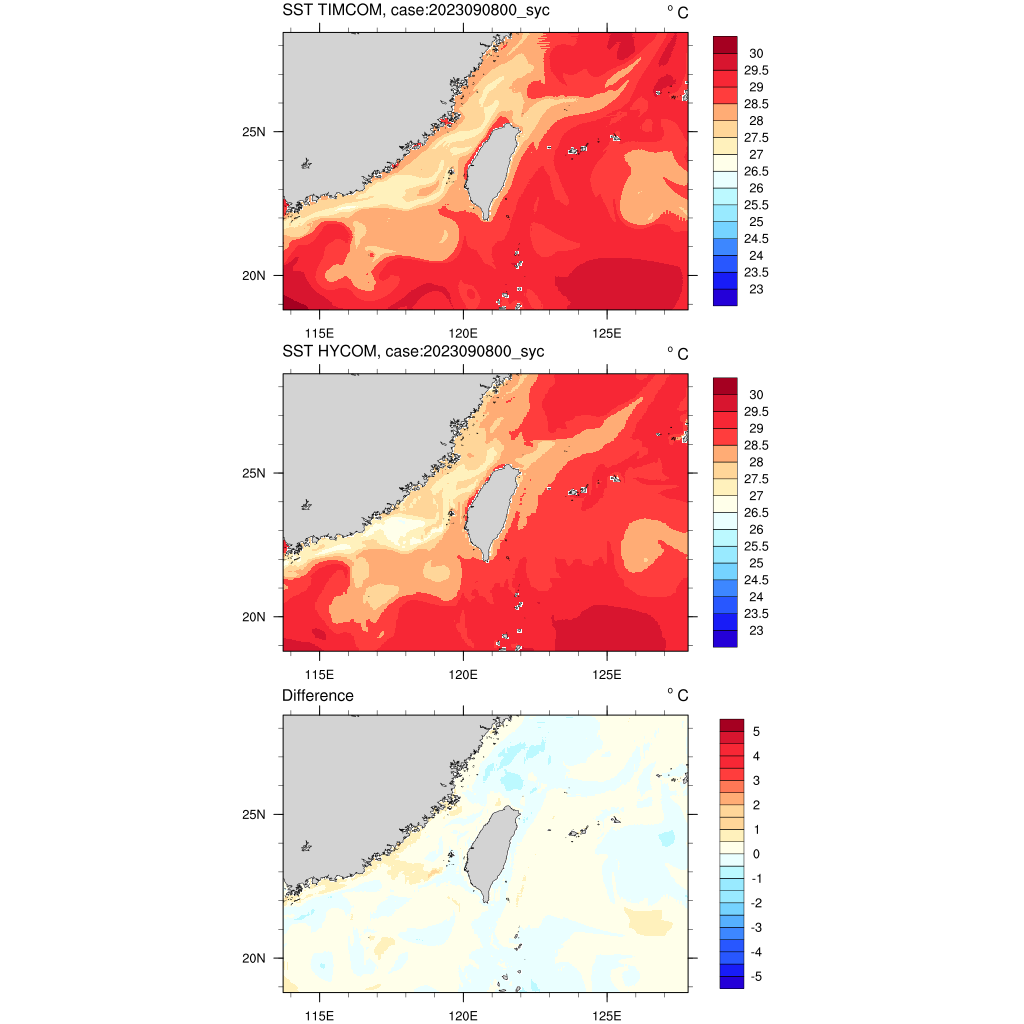 SST TIMCOM, case:2023090800_syc
° C
30
29.5
29
28.5
28
27.5
27
26.5
26
25.5
25
24.5
24
23.5
23
25N
20N
115E
120E
125E
SST HYCOM, case:2023090800_syc
° C
30
29.5
29
28.5
28
27.5
27
26.5
26
25.5
25
24.5
24
23.5
23
25N
20N
115E
120E
125E
Difference
° C
5
4
3
2
1
0
-1
-2
-3
-4
-5
25N
20N
115E
120E
125E